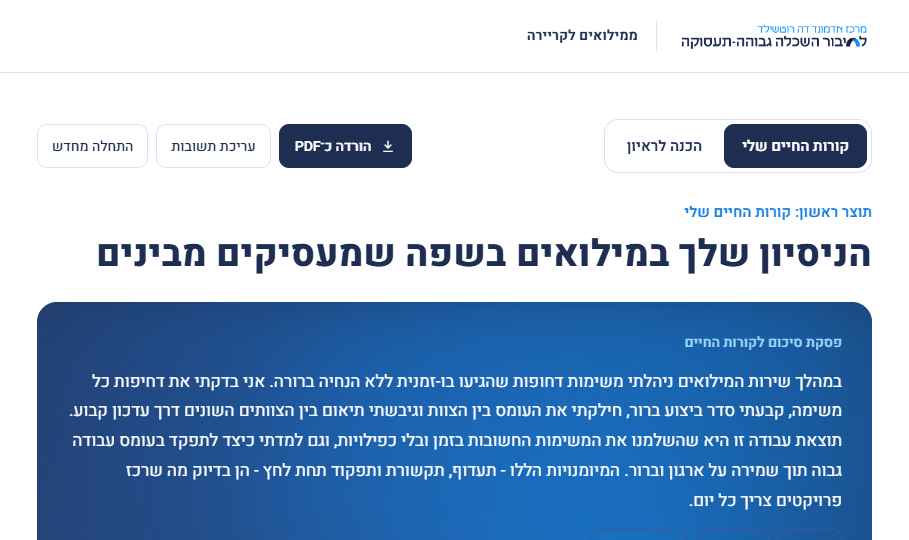 מרכז אדמונד דה רוטשילד
לחיבור השכלה גבוהה-תעסוקה
ממילואים לקריירה
קורות החיים שלי
הכנה לראיון
הורדה כ־PDF
עריכת תשובות
התחלה מחדש
תוצר ראשון: קורות החיים שלי
הניסיון שלך במילואים בשפה שמעסיקים מבינים
פסקת סיכום לקורות החיים
במהלך שירות המילואים ניהלתי משימות דחופות שהגיעו בו-זמנית ללא הנחיה ברורה. אני בדקתי את דחיפות כל
משימה, קבעתי סדר ביצוע ברור, חילקתי את העומס בין הצוות וגיבשתי תיאום בין הצוותים השונים דרך עדכון קבוע.
תוצאת עבודה זו היא שהשלמנו את המשימות החשובות בזמן ובלי כפילויות, וגם למדתי כיצד לתפקד בעומס עבודה
גבוה תוך שמירה על ארגון וברור. המיומנויות הללו - תעדוף, תקשורת ותפקוד תחת לחץ - הן בדיוק מה שרכז
פרויקטים צריך כל יום.